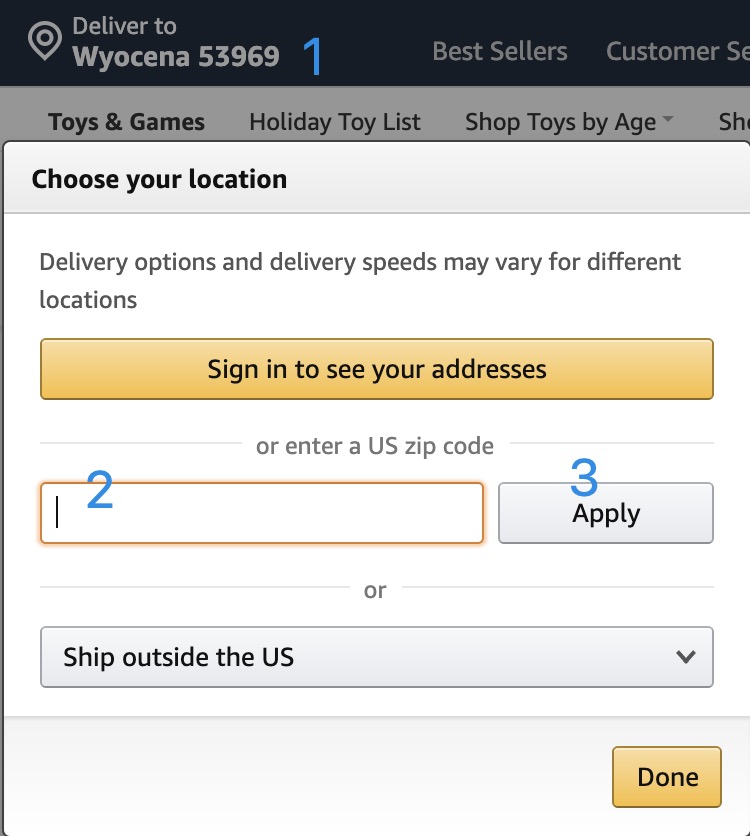 Deliver to
Wyocena 53969 1 Best Sellers Customer Se
Toys & Games Holiday Toy List Shop Toys by Age Sho
Choose your location
Delivery options and delivery speeds may vary for different
locations
Sign in to see your addresses
or enter a US zip code
2 3
Apply
or
Ship outside the US
Done